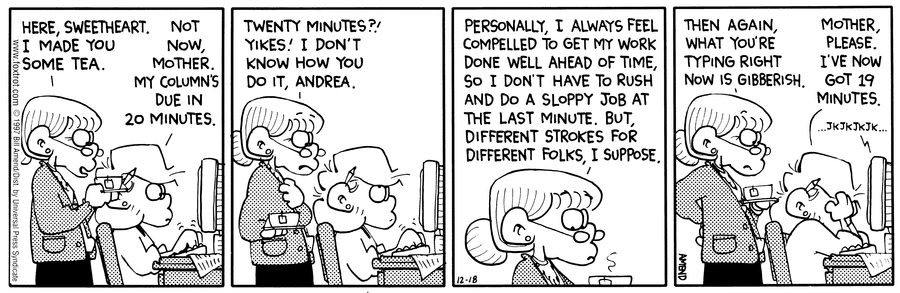 HERE, SWEETHEART.
I MADE YOU
SOME TEA.
NOT
NOW,
MOTHER.
MY COLUMN'S
DUE IN
20 MINUTES.
www.foxtrot.com © 1997 Bill Amend/Dist. by Universal Press Syndicate
TWENTY MINUTES?!
YIKES! I DON'T
KNOW HOW YOU
DO IT, ANDREA.
PERSONALLY, I ALWAYS FEEL
COMPELLED TO GET MY WORK
DONE WELL AHEAD OF TIME,
SO I DON'T HAVE TO RUSH
AND DO A SLOPPY JOB AT
THE LAST MINUTE. BUT,
DIFFERENT STROKES FOR
DIFFERENT FOLKS, I SUPPOSE.
12-18
THEN AGAIN,
WHAT YOU'RE
TYPING RIGHT
NOW IS GIBBERISH.
MOTHER,
PLEASE.
I'VE NOW
GOT 19
MINUTES.
...JKJKJKJK...
AMEND